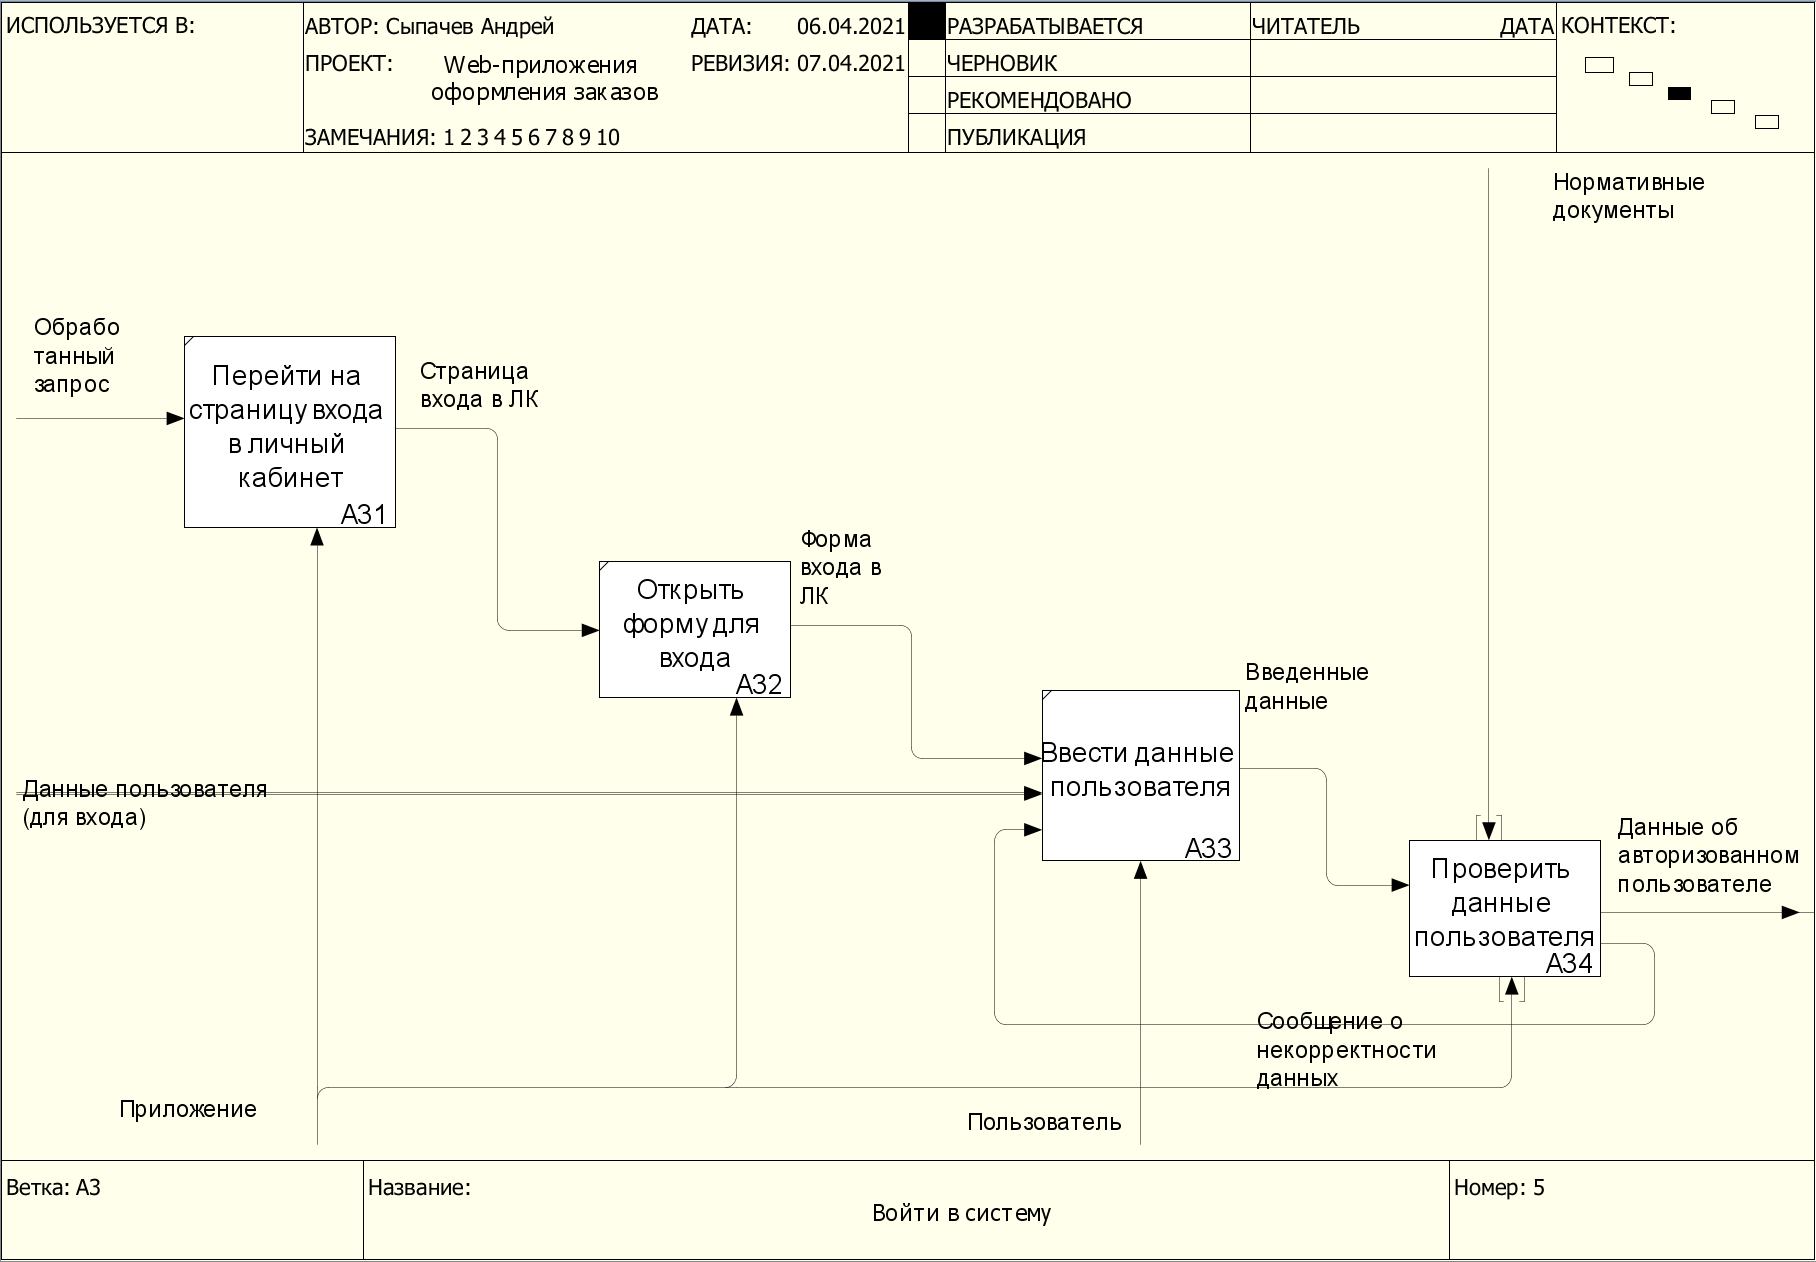 ИСПОЛЬЗУЕТСЯ В:
АВТОР: Сыпачев Андрей
ДАТА: 06.04.2021
ПРОЕКТ: Web-приложения
оформления заказов
РЕВИЗИЯ: 07.04.2021
ЗАМЕЧАНИЯ: 1 2 3 4 5 6 7 8 9 10
РАЗРАБАТЫВАЕТСЯ
ЧЕРНОВИК
РЕКОМЕНДОВАНО
ПУБЛИКАЦИЯ
ЧИТАТЕЛЬ ДАТА
КОНТЕКСТ:
Нормативные
документы
Обрабо
танный
запрос
Перейти на
страницу входа
в личный
кабинет
A31
Страница
входа в ЛК
Открыть
форму для
входа
A32
Форма
входа в
ЛК
Данные пользователя
(для входа)
Ввести данные
пользователя
A33
Введенные
данные
Проверить
данные
пользователя
A34
Данные об
авторизованном
пользователе
Сообщение о
некорректности
данных
Приложение
Пользователь
Ветка: A3
Название:
Войти в систему
Номер: 5